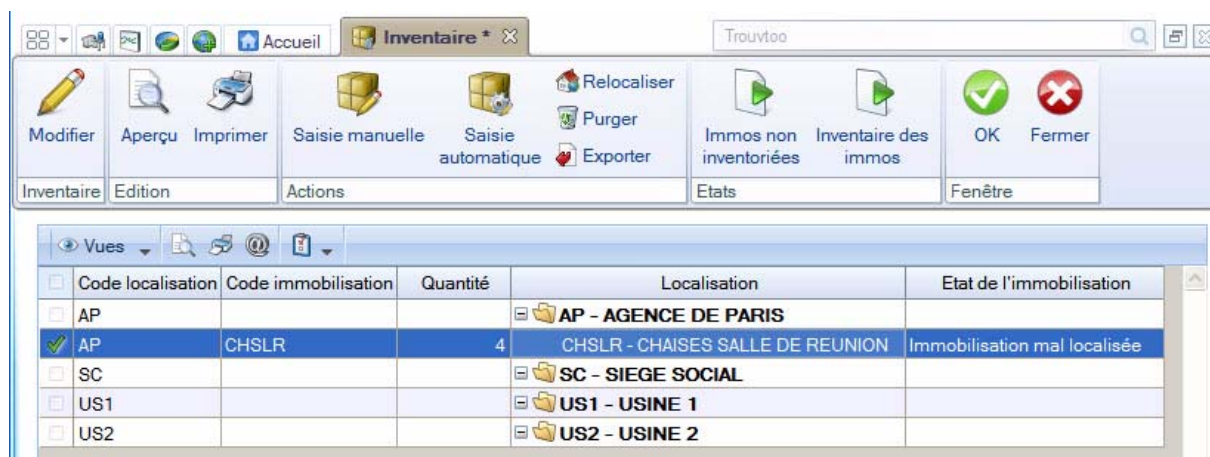 Accueil Inventaire * Trouvtoo
Modifier Aperçu Imprimer Saisie manuelle Saisie automatique Relocaliser Purger Exporter Immos non inventoriées Inventaire des immos OK Fermer
Inventaire Edition Actions Etats Fenêtre
Vues
Code localisation Code immobilisation Quantité Localisation Etat de l'immobilisation
AP AP - AGENCE DE PARIS
AP CHSLR 4 CHSLR - CHAISES SALLE DE REUNION Immobilisation mal localisée
SC SC - SIEGE SOCIAL
US1 US1 - USINE 1
US2 US2 - USINE 2